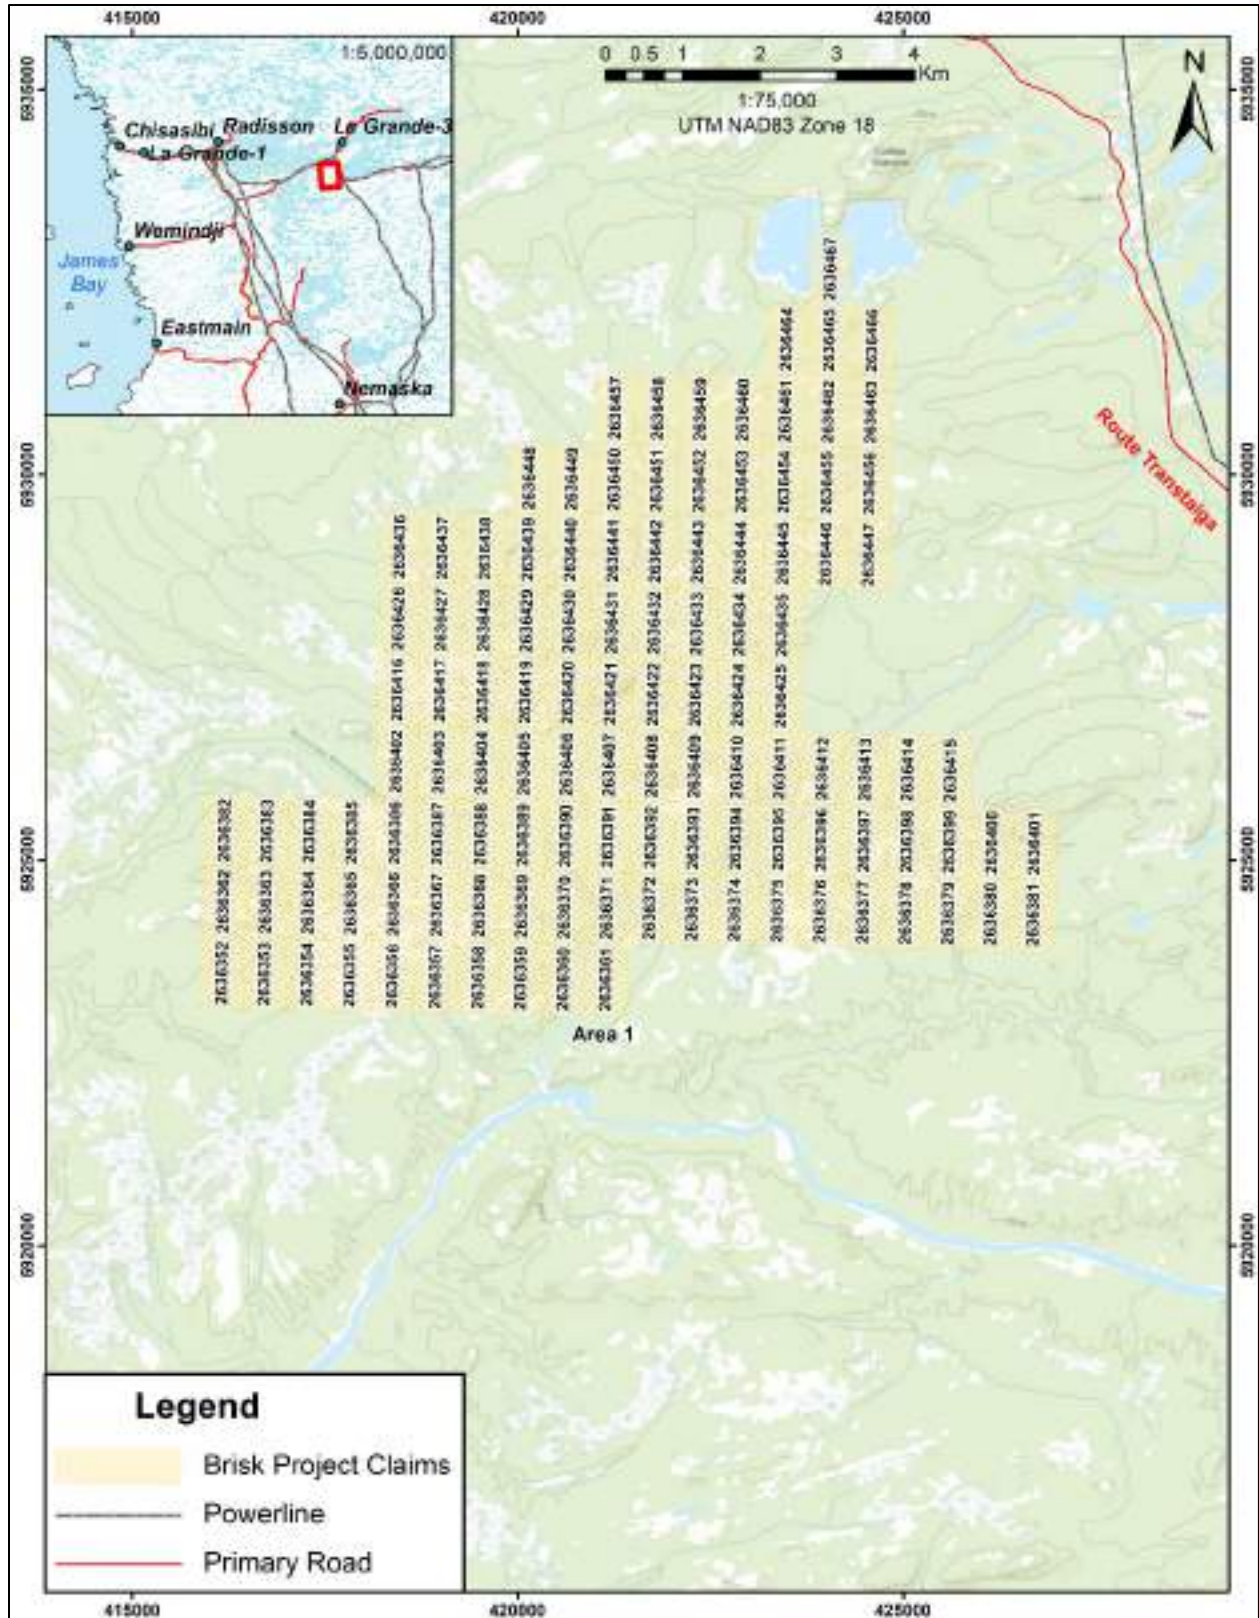 415000 420000 425000
5935000
5935000
1:5,000,000
Chisasibi
Radisson
La Grande-3
La Grande-1
Wemindji
James
Bay
Eastmain
Nemaska
0 0.5 1 2 3 4
Km
1:75,000
UTM NAD83 Zone 18
N
Route Transtaiga
5930000
5930000
2636467
2636464 2636465 2636466
2636457 2636458 2636459 2636460 2636461 2636462 2636463
2636448 2636449 2636450 2636451 2636452 2636453 2636454 2636455 2636456
2636436 2636437 2636438 2636439 2636440 2636441 2636442 2636443 2636444 2636445 2636446 2636447
2636426 2636427 2636428 2636429 2636430 2636431 2636432 2636433 2636434 2636435
2636416 2636417 2636418 2636419 2636420 2636421 2636422 2636423 2636424 2636425
2636402 2636403 2636404 2636405 2636406 2636407 2636408 2636409 2636410 2636411 2636412 2636413 2636414 2636415
2636382 2636383 2636384 2636385 2636386 2636387 2636388 2636389 2636390 2636391 2636392 2636393 2636394 2636395 2636396 2636397 2636398 2636399 2636400 2636401
2636362 2636363 2636364 2636365 2636366 2636367 2636368 2636369 2636370 2636371 2636372 2636373 2636374 2636375 2636376 2636377 2636378 2636379 2636380 2636381
2636352 2636353 2636354 2636355 2636356 2636357 2636358 2636359 2636360 2636361
5925000
5925000
Area 1
5920000
5920000
Legend
Brisk Project Claims
Powerline
Primary Road
415000 420000 425000